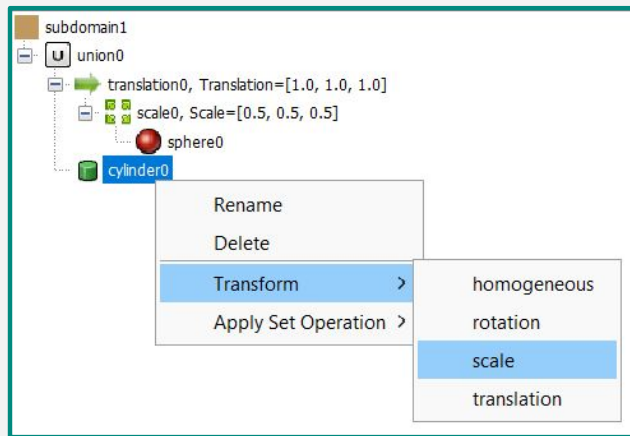 subdomain1
U union0
translation0, Translation=[1.0, 1.0, 1.0]
scale0, Scale=[0.5, 0.5, 0.5]
sphere0
cylinder0
Rename
Delete
Transform
Apply Set Operation
homogeneous
rotation
scale
translation